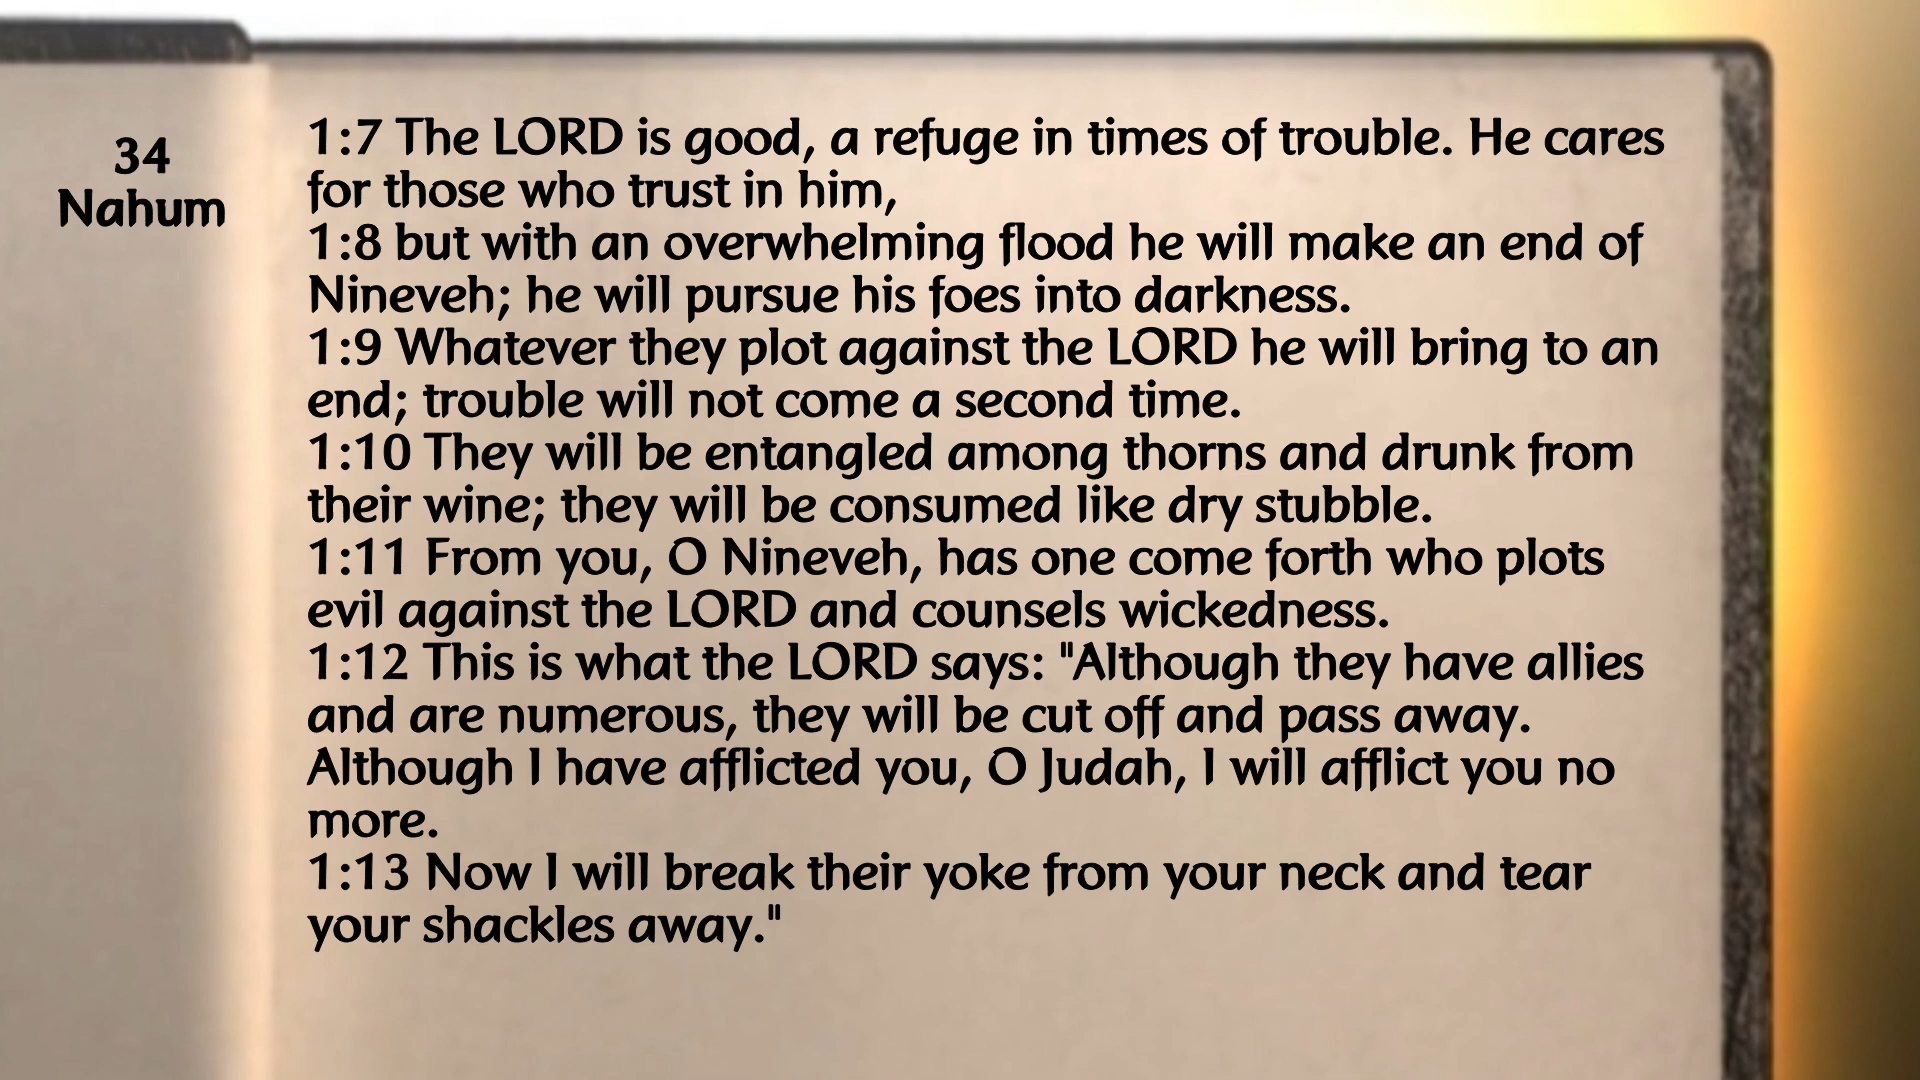 34
Nahum
1:7 The LORD is good, a refuge in times of trouble. He cares
for those who trust in him,
1:8 but with an overwhelming flood he will make an end of
Nineveh; he will pursue his foes into darkness.
1:9 Whatever they plot against the LORD he will bring to an
end; trouble will not come a second time.
1:10 They will be entangled among thorns and drunk from
their wine; they will be consumed like dry stubble.
1:11 From you, O Nineveh, has one come forth who plots
evil against the LORD and counsels wickedness.
1:12 This is what the LORD says: "Although they have allies
and are numerous, they will be cut off and pass away.
Although I have afflicted you, O Judah, I will afflict you no
more.
1:13 Now I will break their yoke from your neck and tear
your shackles away."